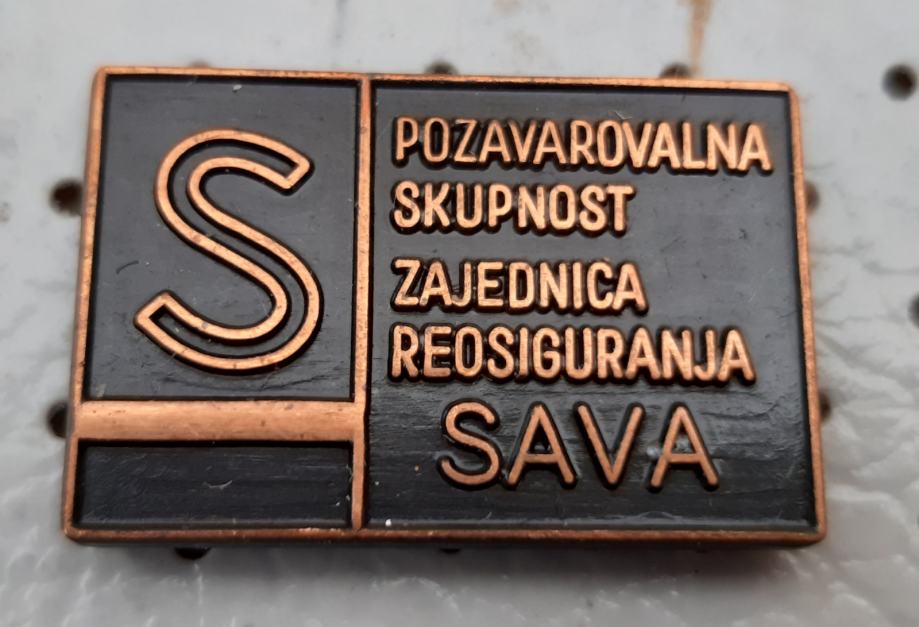 S
POZAVAROVALNA
SKUPNOST
ZAJEDNICA
REOSIGURANJA
SAVA